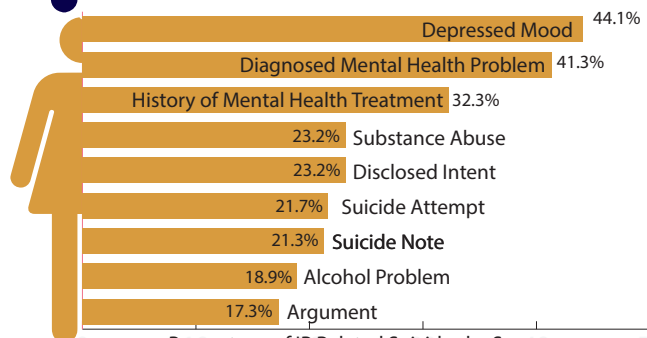 Depressed Mood 44.1%
Diagnosed Mental Health Problem 41.3%
History of Mental Health Treatment 32.3%
23.2% Substance Abuse
23.2% Disclosed Intent
21.7% Suicide Attempt
21.3% Suicide Note
18.9% Alcohol Problem
17.3% Argument